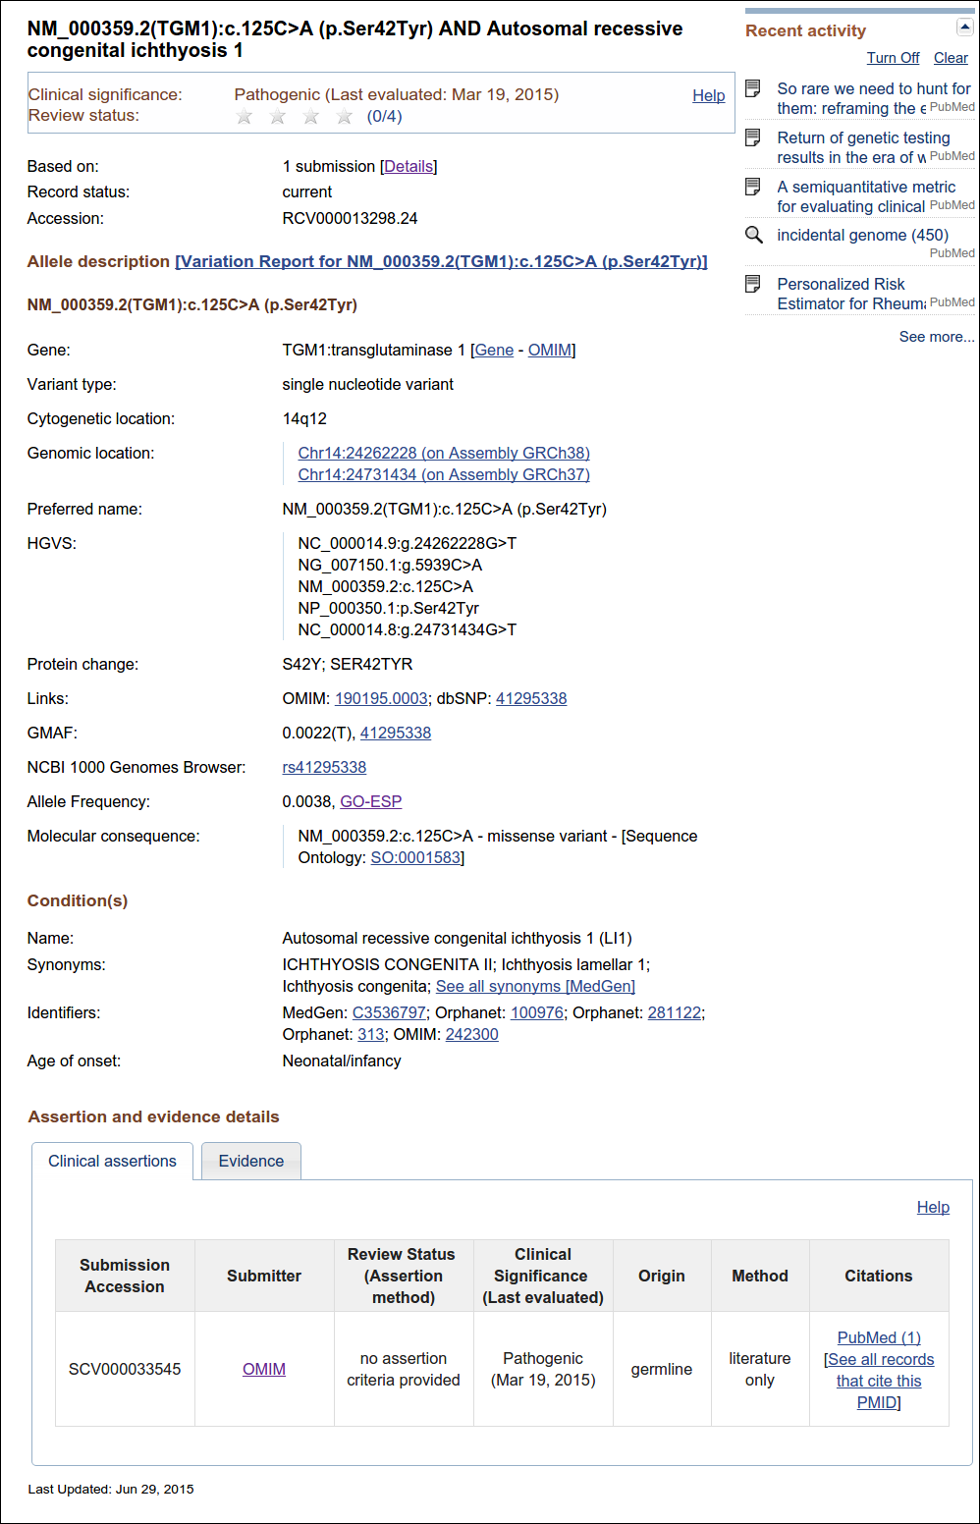 NM_000359.2(TGM1):c.125C>A (p.Ser42Tyr) AND Autosomal recessive
congenital ichthyosis 1
Clinical significance: Pathogenic (Last evaluated: Mar 19, 2015) Help
Review status: (0/4)
Based on: 1 submission [Details]
Record status: current
Accession: RCV000013298.24
Allele description [Variation Report for NM_000359.2(TGM1):c.125C>A (p.Ser42Tyr)]
NM_000359.2(TGM1):c.125C>A (p.Ser42Tyr)
Gene: TGM1:transglutaminase 1 [Gene - OMIM]
Variant type: single nucleotide variant
Cytogenetic location: 14q12
Genomic location: Chr14:24262228 (on Assembly GRCh38)
Chr14:24731434 (on Assembly GRCh37)
Preferred name: NM_000359.2(TGM1):c.125C>A (p.Ser42Tyr)
HGVS: NC_000014.9:g.24262228G>T
NG_007150.1:g.5939C>A
NM_000359.2:c.125C>A
NP_000350.1:p.Ser42Tyr
NC_000014.8:g.24731434G>T
Protein change: S42Y; SER42TYR
Links: OMIM: 190195.0003; dbSNP: 41295338
GMAF: 0.0022(T), 41295338
NCBI 1000 Genomes Browser: rs41295338
Allele Frequency: 0.0038, GO-ESP
Molecular consequence: NM_000359.2:c.125C>A - missense variant - [Sequence
Ontology: SO:0001583]
Condition(s)
Name: Autosomal recessive congenital ichthyosis 1 (LI1)
Synonyms: ICHTHYOSIS CONGENITA II; Ichthyosis lamellar 1;
Ichthyosis congenita; See all synonyms [MedGen]
Identifiers: MedGen: C3536797; Orphanet: 100976; Orphanet: 281122;
Orphanet: 313; OMIM: 242300
Age of onset: Neonatal/infancy
Assertion and evidence details
Clinical assertions Evidence
Help
Submission
Accession
Submitter
Review Status
(Assertion
method)
Clinical
Significance
(Last evaluated)
Origin
Method
Citations
SCV000033545
OMIM
no assertion
criteria provided
Pathogenic
(Mar 19, 2015)
germline
literature
only
PubMed (1)
[See all records
that cite this
PMID]
Last Updated: Jun 29, 2015
Recent activity
Turn Off Clear
So rare we need to hunt for
them: reframing the e PubMed
Return of genetic testing
results in the era of w PubMed
A semiquantitative metric
for evaluating clinical PubMed
incidental genome (450)
PubMed
Personalized Risk
Estimator for Rheuma PubMed
See more...